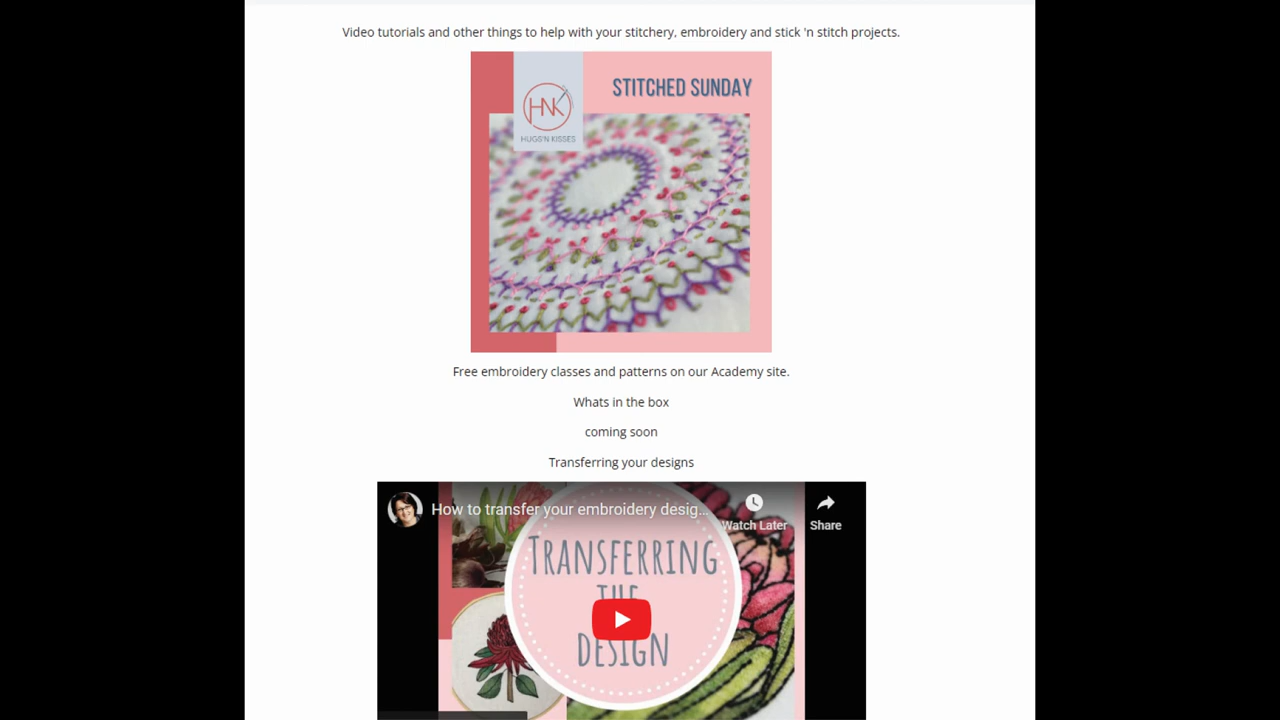 Video tutorials and other things to help with your stitchery, embroidery and stick 'n stitch projects.
STITCHED SUNDAY
HNK
HUGS'N KISSES
Free embroidery classes and patterns on our Academy site.
Whats in the box
coming soon
Transferring your designs
How to transfer your embroidery desig...
Watch Later
Share
TRANSFERRING
THE
DESIGN